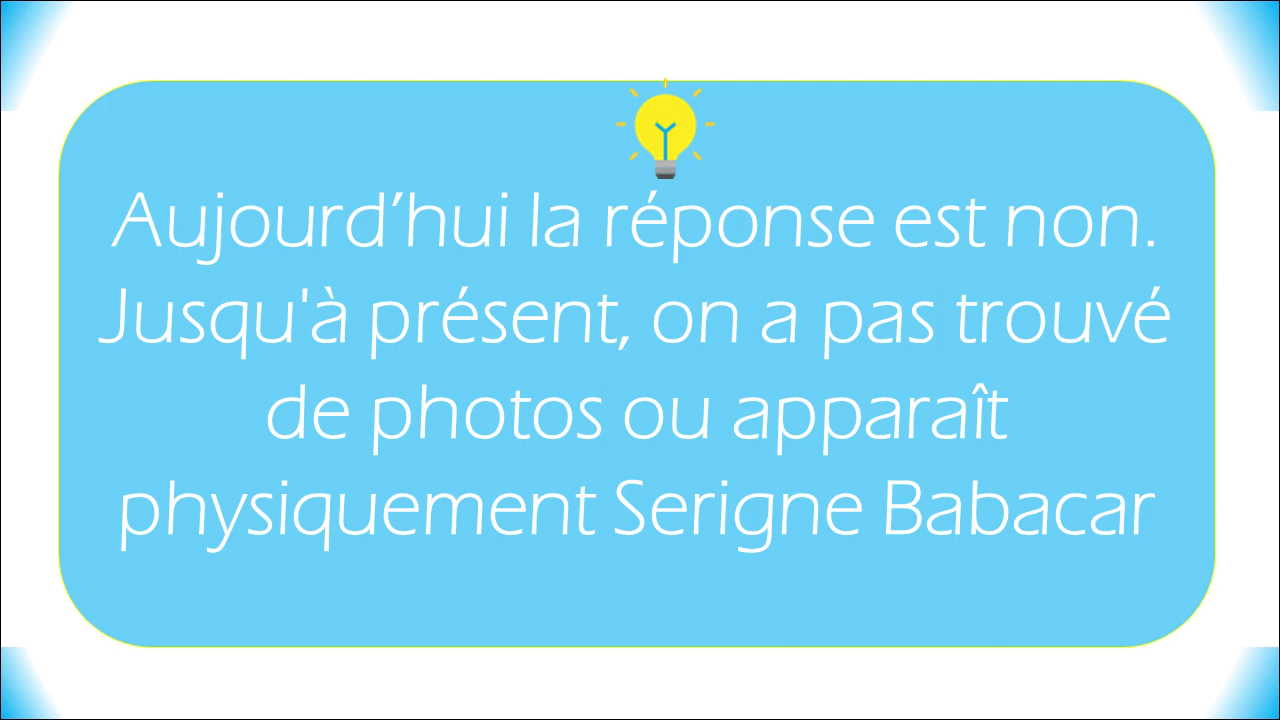 Aujourd’hui la réponse est non.
Jusqu'à présent, on a pas trouvé
de photos ou apparaît
physiquement Serigne Babacar